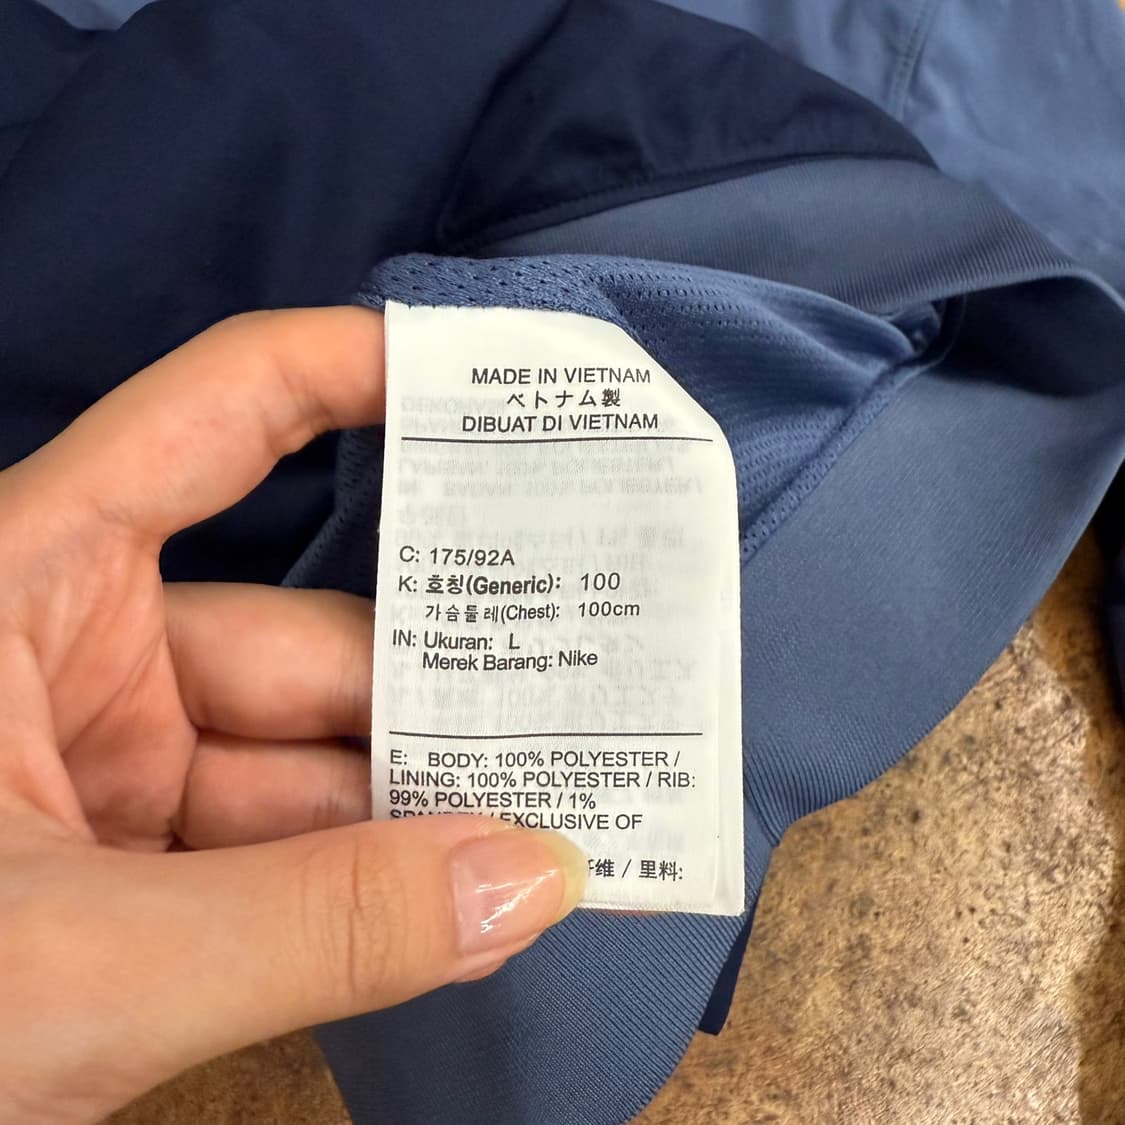 MADE IN VIETNAM
ベトナム製
DIBUAT DI VIETNAM
C: 175/92A
K: 호칭(Generic): 100
가슴둘레(Chest): 100cm
IN: Ukuran: L
Merek Barang: Nike
E: BODY: 100% POLYESTER /
LINING: 100% POLYESTER / RIB:
99% POLYESTER / 1%
SPANDEX / EXCLUSIVE OF
维 / 里料: